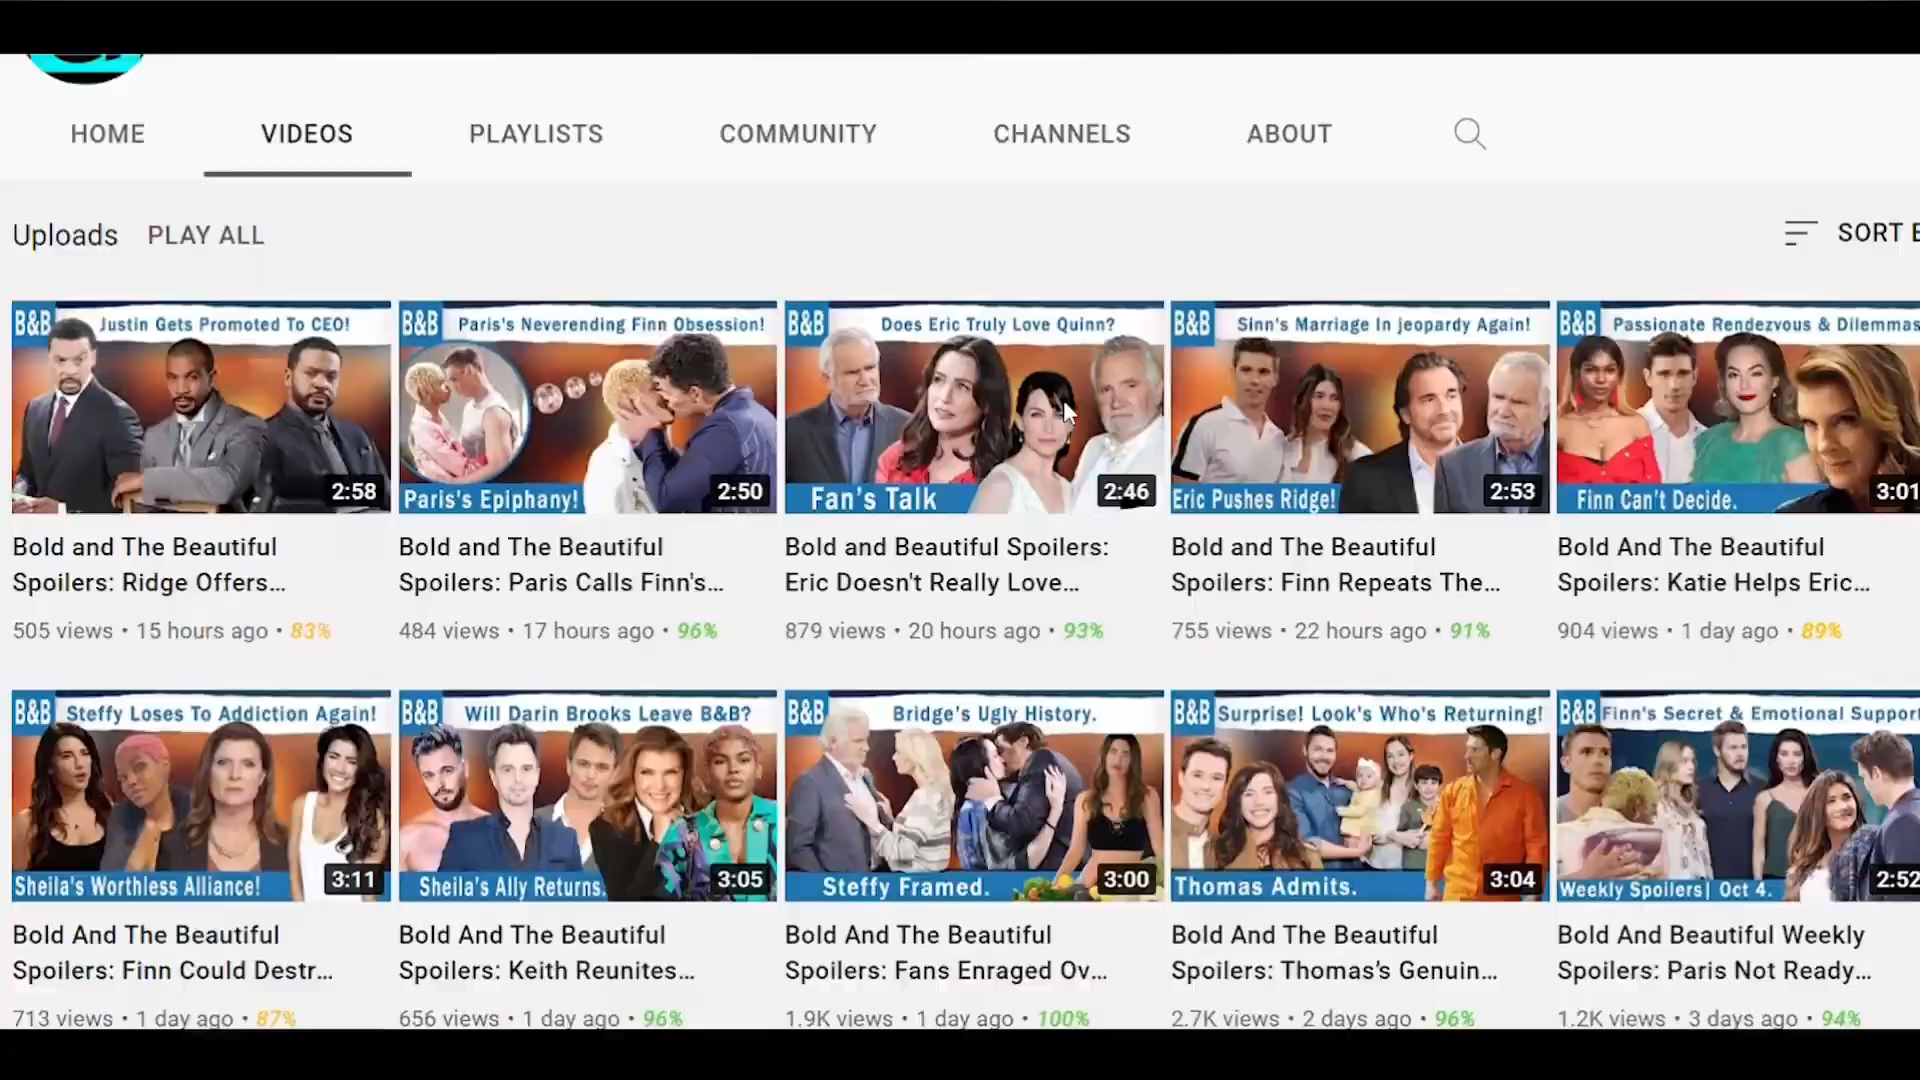 HOME VIDEOS PLAYLISTS COMMUNITY CHANNELS ABOUT
Uploads PLAY ALL
SORT
B&B Justin Gets Promoted To CEO!
2:58
B&B Paris's Neverending Finn Obsession!
Paris's Epiphany!
2:50
B&B Does Eric Truly Love Quinn?
Fan's Talk
2:46
B&B Sinn's Marriage In jeopardy Again!
Eric Pushes Ridge!
2:53
B&B Passionate Rendezvous & Dilemmas
Finn Can't Decide.
3:01
Bold and The Beautiful
Spoilers: Ridge Offers...
505 views • 15 hours ago • 83%
Bold and The Beautiful
Spoilers: Paris Calls Finn's...
484 views • 17 hours ago • 96%
Bold and Beautiful Spoilers:
Eric Doesn't Really Love...
879 views • 20 hours ago • 93%
Bold and The Beautiful
Spoilers: Finn Repeats The...
755 views • 22 hours ago • 91%
Bold And The Beautiful
Spoilers: Katie Helps Eric...
904 views • 1 day ago • 89%
B&B Steffy Loses To Addiction Again!
Sheila's Worthless Alliance!
3:11
B&B Will Darin Brooks Leave B&B?
Sheila's Ally Returns.
3:05
B&B Bridge's Ugly History.
Steffy Framed.
3:00
B&B Surprise! Look's Who's Returning!
Thomas Admits.
3:04
B&B Finn's Secret & Emotional Support
Weekly Spoilers| Oct 4.
2:52
Bold And The Beautiful
Spoilers: Finn Could Destr...
713 views • 1 day ago • 87%
Bold And The Beautiful
Spoilers: Keith Reunites...
656 views • 1 day ago • 96%
Bold And The Beautiful
Spoilers: Fans Enraged Ov...
1.9K views • 1 day ago • 100%
Bold And The Beautiful
Spoilers: Thomas's Genuin...
2.7K views • 2 days ago • 96%
Bold And Beautiful Weekly
Spoilers: Paris Not Ready...
1.2K views • 3 days ago • 94%